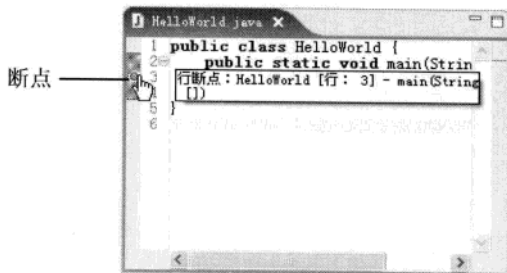 HelloWorld.java
1 public class HelloWorld {
2 public static void main(Strin
断点
3 行断点：HelloWorld [行： 3] - main(String
[])
5 }
6